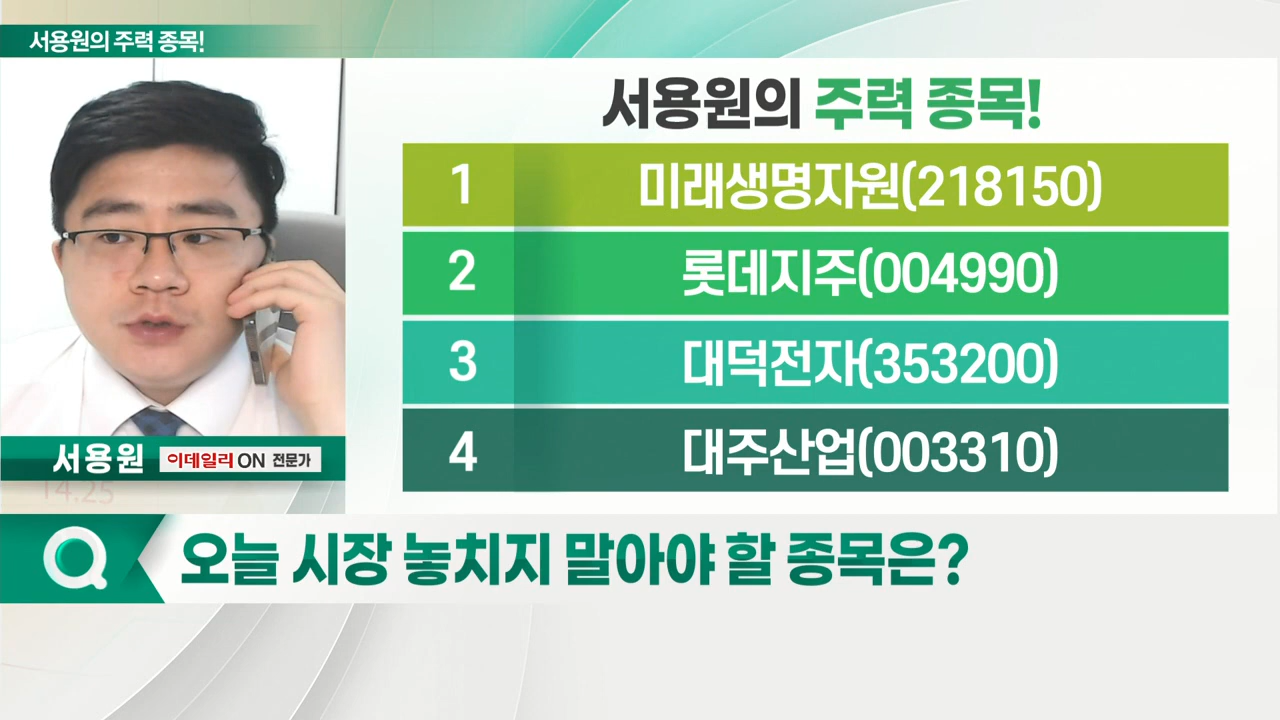 서용원의 주력 종목!
서용원의 주력 종목!
1 미래생명자원(218150)
2 롯데지주(004990)
3 대덕전자(353200)
4 대주산업(003310)
서용원 이데일리 ON 전문가
14:25
Q 오늘 시장 놓치지 말아야 할 종목은?